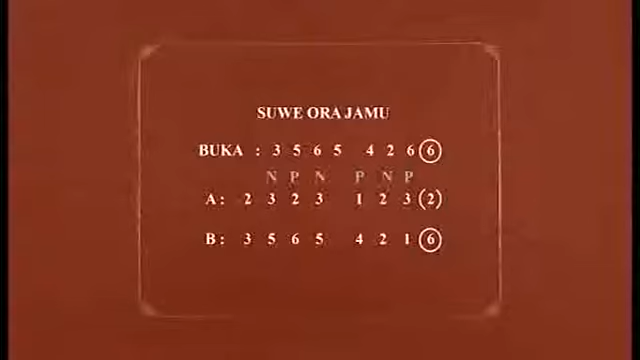 SUWE ORA JAMU
BUKA : 3 5 6 5 4 2 6 6
N P N P N P
A : 2 3 2 3 1 2 3 (2)
B : 3 5 6 5 4 2 1 6